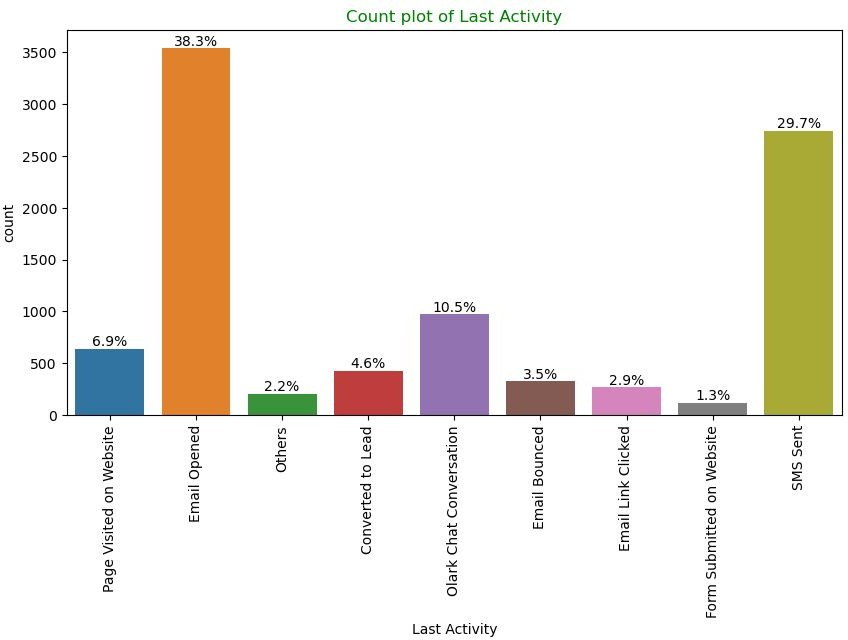 Count plot of Last Activity
count
3500
3000
2500
2000
1500
1000
500
0
6.9%
38.3%
2.2%
4.6%
10.5%
3.5%
2.9%
1.3%
29.7%
Page Visited on Website
Email Opened
Others
Converted to Lead
Olark Chat Conversation
Email Bounced
Email Link Clicked
Form Submitted on Website
SMS Sent
Last Activity